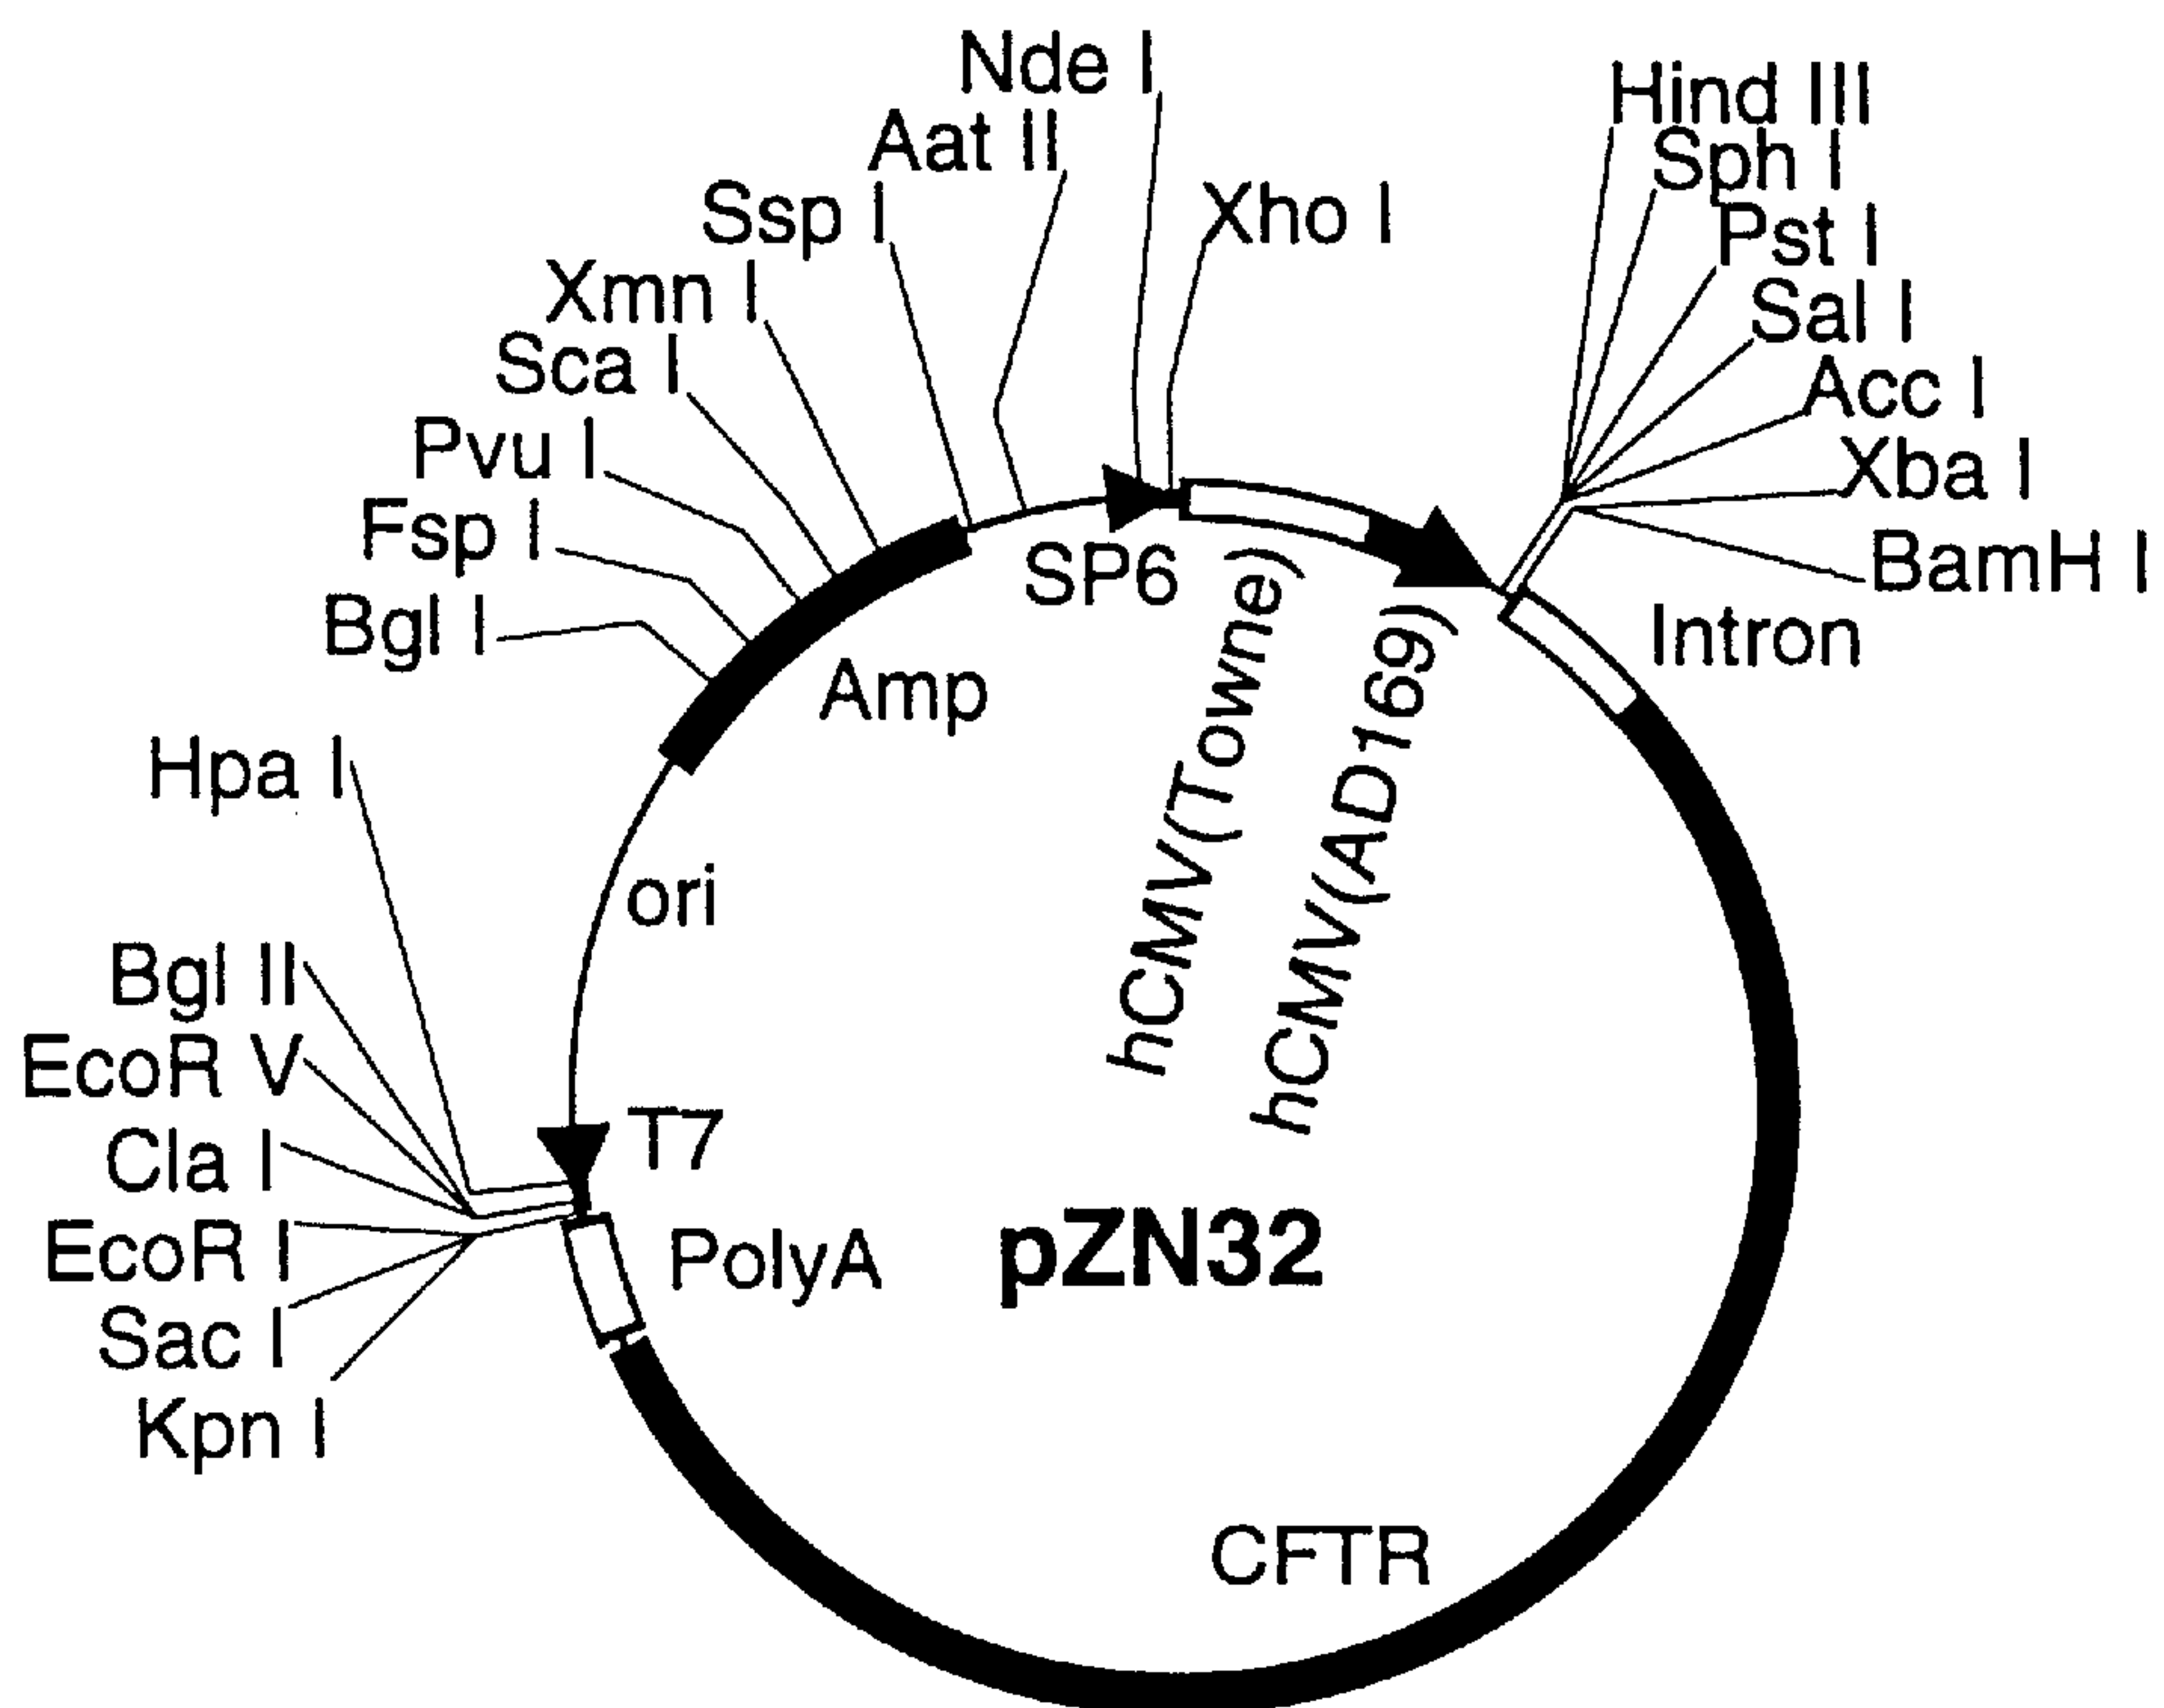 Nde I
Hind III
Aat II
Sph I
Ssp I
Xho I
Pst I
Xmn I
Sal I
Sca I
Acc I
Pvu I
Xba I
Fsp I
BamH I
SP6
Bgl I
Intron
Amp
hCMV(Towne)
hCMV(AD169)
Hpa I
ori
Bgl II
EcoR V
T7
Cla I
EcoR I
PolyA
pZN32
Sac I
Kpn I
CFTR